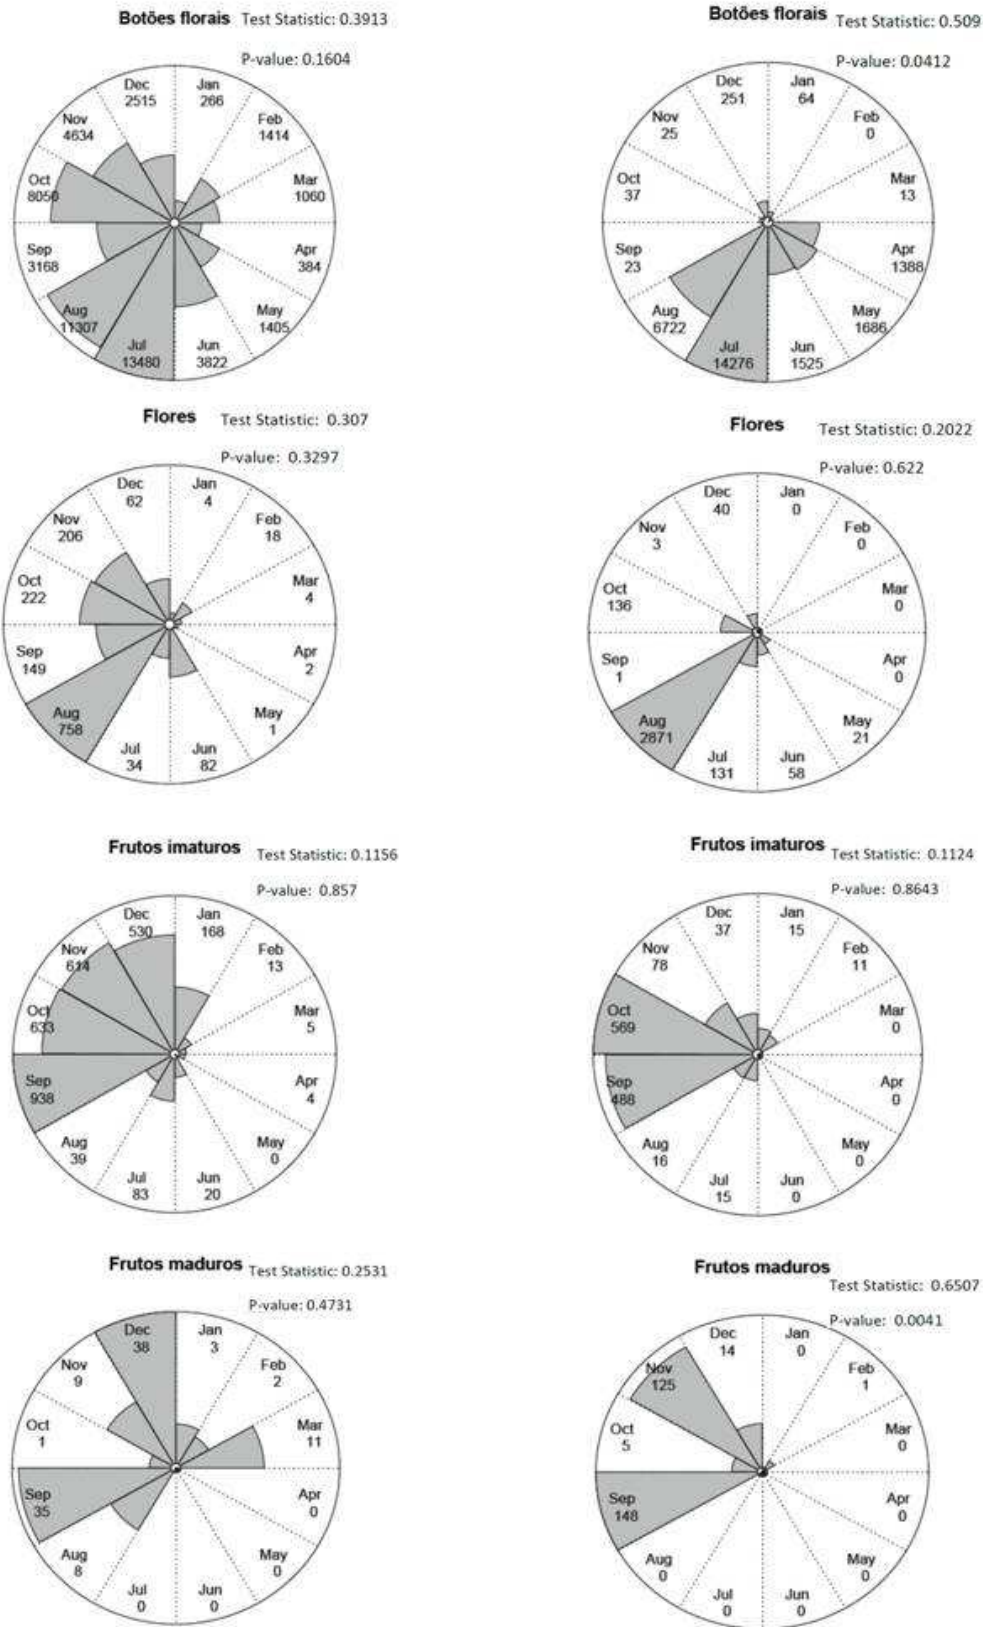 Botões florais Test Statistic: 0.3913
P-value: 0.1604
Dec
2515
Jan
266
Nov
4634
Feb
1414
Oct
8050
Mar
1060
Sep
3168
Apr
384
Aug
11307
May
1405
Jul
13480
Jun
3822
Botões florais Test Statistic: 0.509
P-value: 0.0412
Dec
251
Jan
64
Nov
25
Feb
0
Oct
37
Mar
13
Sep
23
Apr
1388
Aug
6722
May
1686
Jul
14276
Jun
1525
Flores Test Statistic: 0.307
P-value: 0.3297
Dec
62
Jan
4
Nov
206
Feb
18
Oct
222
Mar
4
Sep
149
Apr
2
Aug
758
May
1
Jul
34
Jun
82
Flores Test Statistic: 0.2022
P-value: 0.622
Dec
40
Jan
0
Nov
3
Feb
0
Oct
136
Mar
0
Sep
1
Apr
0
Aug
2871
May
21
Jul
131
Jun
58
Frutos imaturos Test Statistic: 0.1156
P-value: 0.857
Dec
530
Jan
168
Nov
614
Feb
13
Oct
633
Mar
5
Sep
938
Apr
4
Aug
39
May
0
Jul
83
Jun
20
Frutos imaturos Test Statistic: 0.1124
P-value: 0.8643
Dec
37
Jan
15
Nov
78
Feb
11
Oct
569
Mar
0
Sep
488
Apr
0
Aug
16
May
0
Jul
15
Jun
0
Frutos maduros Test Statistic: 0.2531
P-value: 0.4731
Dec
38
Jan
3
Nov
9
Feb
2
Oct
1
Mar
11
Sep
35
Apr
0
Aug
8
May
0
Jul
0
Jun
0
Frutos maduros
Test Statistic: 0.6507
P-value: 0.0041
Dec
14
Jan
0
Nov
125
Feb
1
Oct
5
Mar
0
Sep
148
Apr
0
Aug
0
May
0
Jul
0
Jun
0